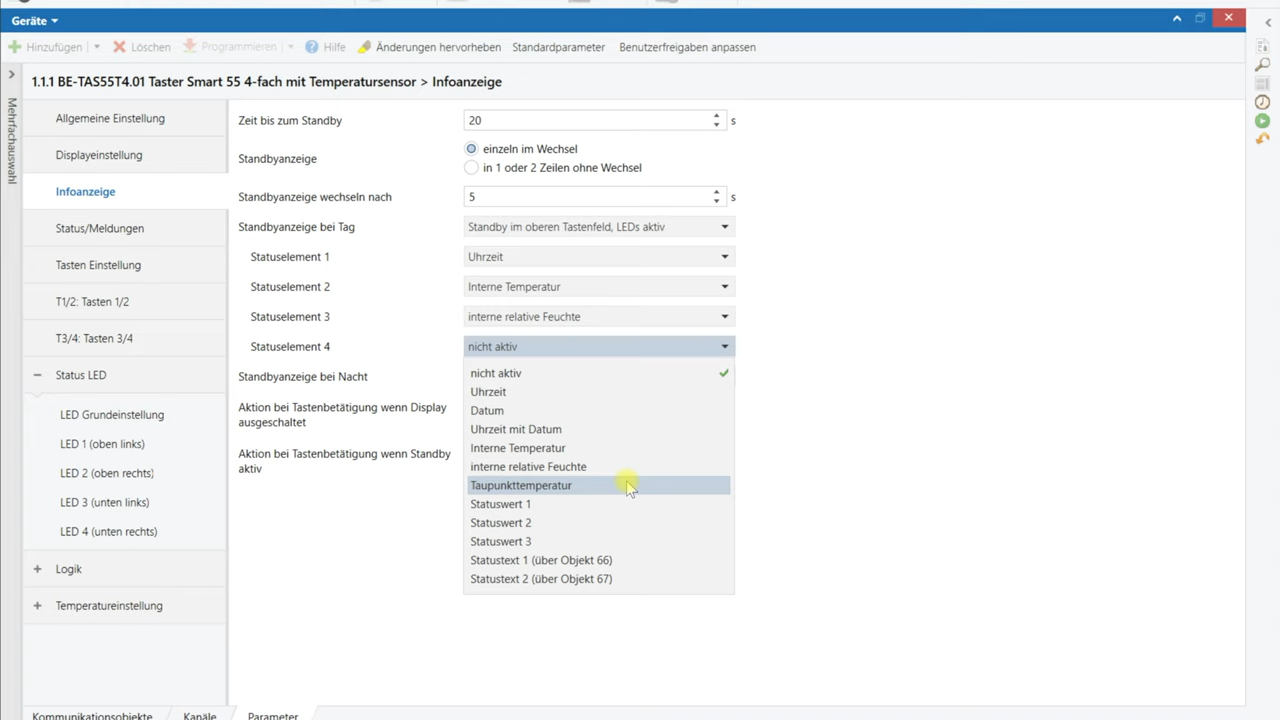 Geräte
Hinzufügen
Löschen
Programmieren
Hilfe
Änderungen hervorheben
Standardparameter
Benutzerfreigaben anpassen
1.1.1 BE-TAS55T4.01 Taster Smart 55 4-fach mit Temperatursensor > Infoanzeige
Mehrfachauswahl
Allgemeine Einstellung
Displayeinstellung
Infoanzeige
Status/Meldungen
Tasten Einstellung
T1/2: Tasten 1/2
T3/4: Tasten 3/4
Status LED
LED Grundeinstellung
LED 1 (oben links)
LED 2 (oben rechts)
LED 3 (unten links)
LED 4 (unten rechts)
Logik
Temperatureinstellung
Zeit bis zum Standby
20
s
Standbyanzeige
einzeln im Wechsel
in 1 oder 2 Zeilen ohne Wechsel
Standbyanzeige wechseln nach
5
s
Standbyanzeige bei Tag
Standby im oberen Tastenfeld, LEDs aktiv
Statuselement 1
Uhrzeit
Statuselement 2
Interne Temperatur
Statuselement 3
interne relative Feuchte
Statuselement 4
nicht aktiv
Standbyanzeige bei Nacht
Aktion bei Tastenbetätigung wenn Display
ausgeschaltet
Aktion bei Tastenbetätigung wenn Standby
aktiv
nicht aktiv
Uhrzeit
Datum
Uhrzeit mit Datum
Interne Temperatur
interne relative Feuchte
Taupunkttemperatur
Statuswert 1
Statuswert 2
Statuswert 3
Statustext 1 (über Objekt 66)
Statustext 2 (über Objekt 67)
Kommunikationsobjekte
Kanäle
Parameter